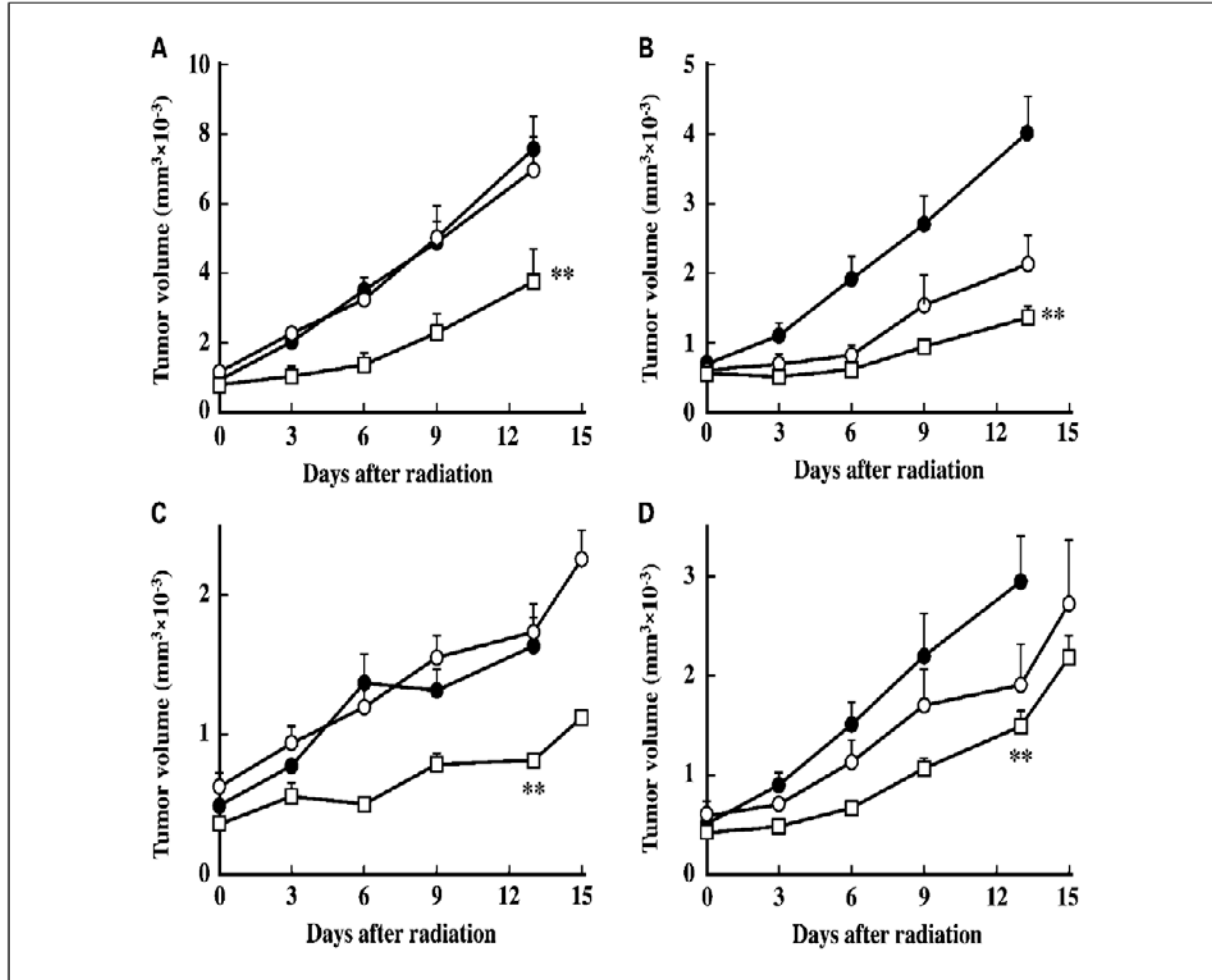 A
Tumor volume (mm³×10⁻³)
10
8
6
4
2
0
**
0 3 6 9 12 15
Days after radiation
B
Tumor volume (mm³×10⁻³)
5
4
3
2
1
0
**
0 3 6 9 12 15
Days after radiation
C
Tumor volume (mm³×10⁻³)
2
1
0
**
0 3 6 9 12 15
Days after radiation
D
Tumor volume (mm³×10⁻³)
3
2
1
0
**
0 3 6 9 12 15
Days after radiation